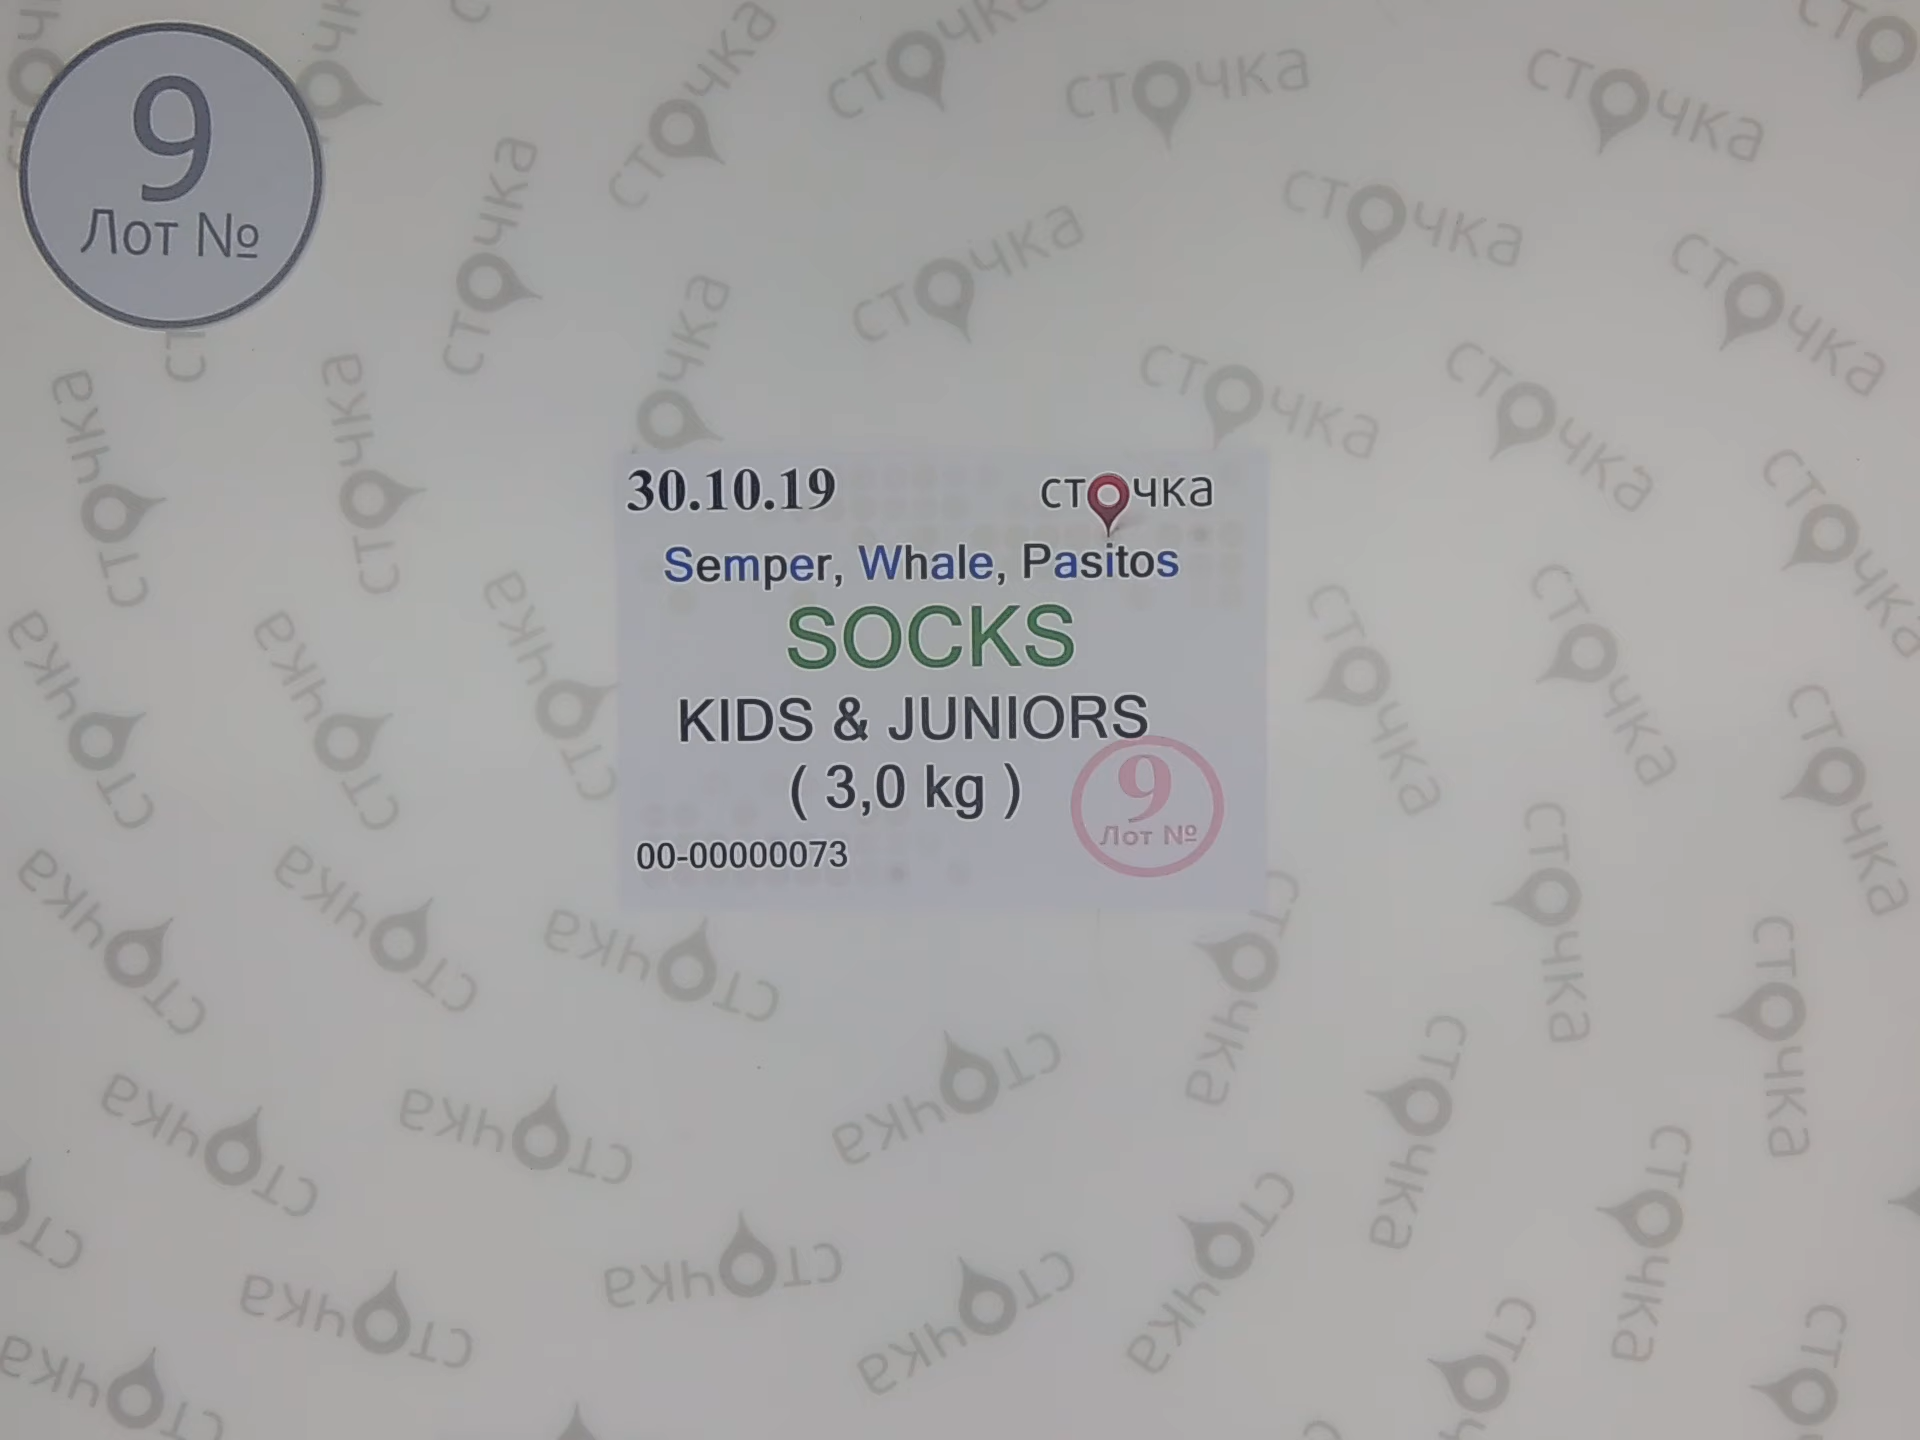 9
Лот №
30.10.19
сточка
Semper, Whale, Pasitos
SOCKS
KIDS & JUNIORS
( 3,0 kg )
9
Лот №
00-00000073